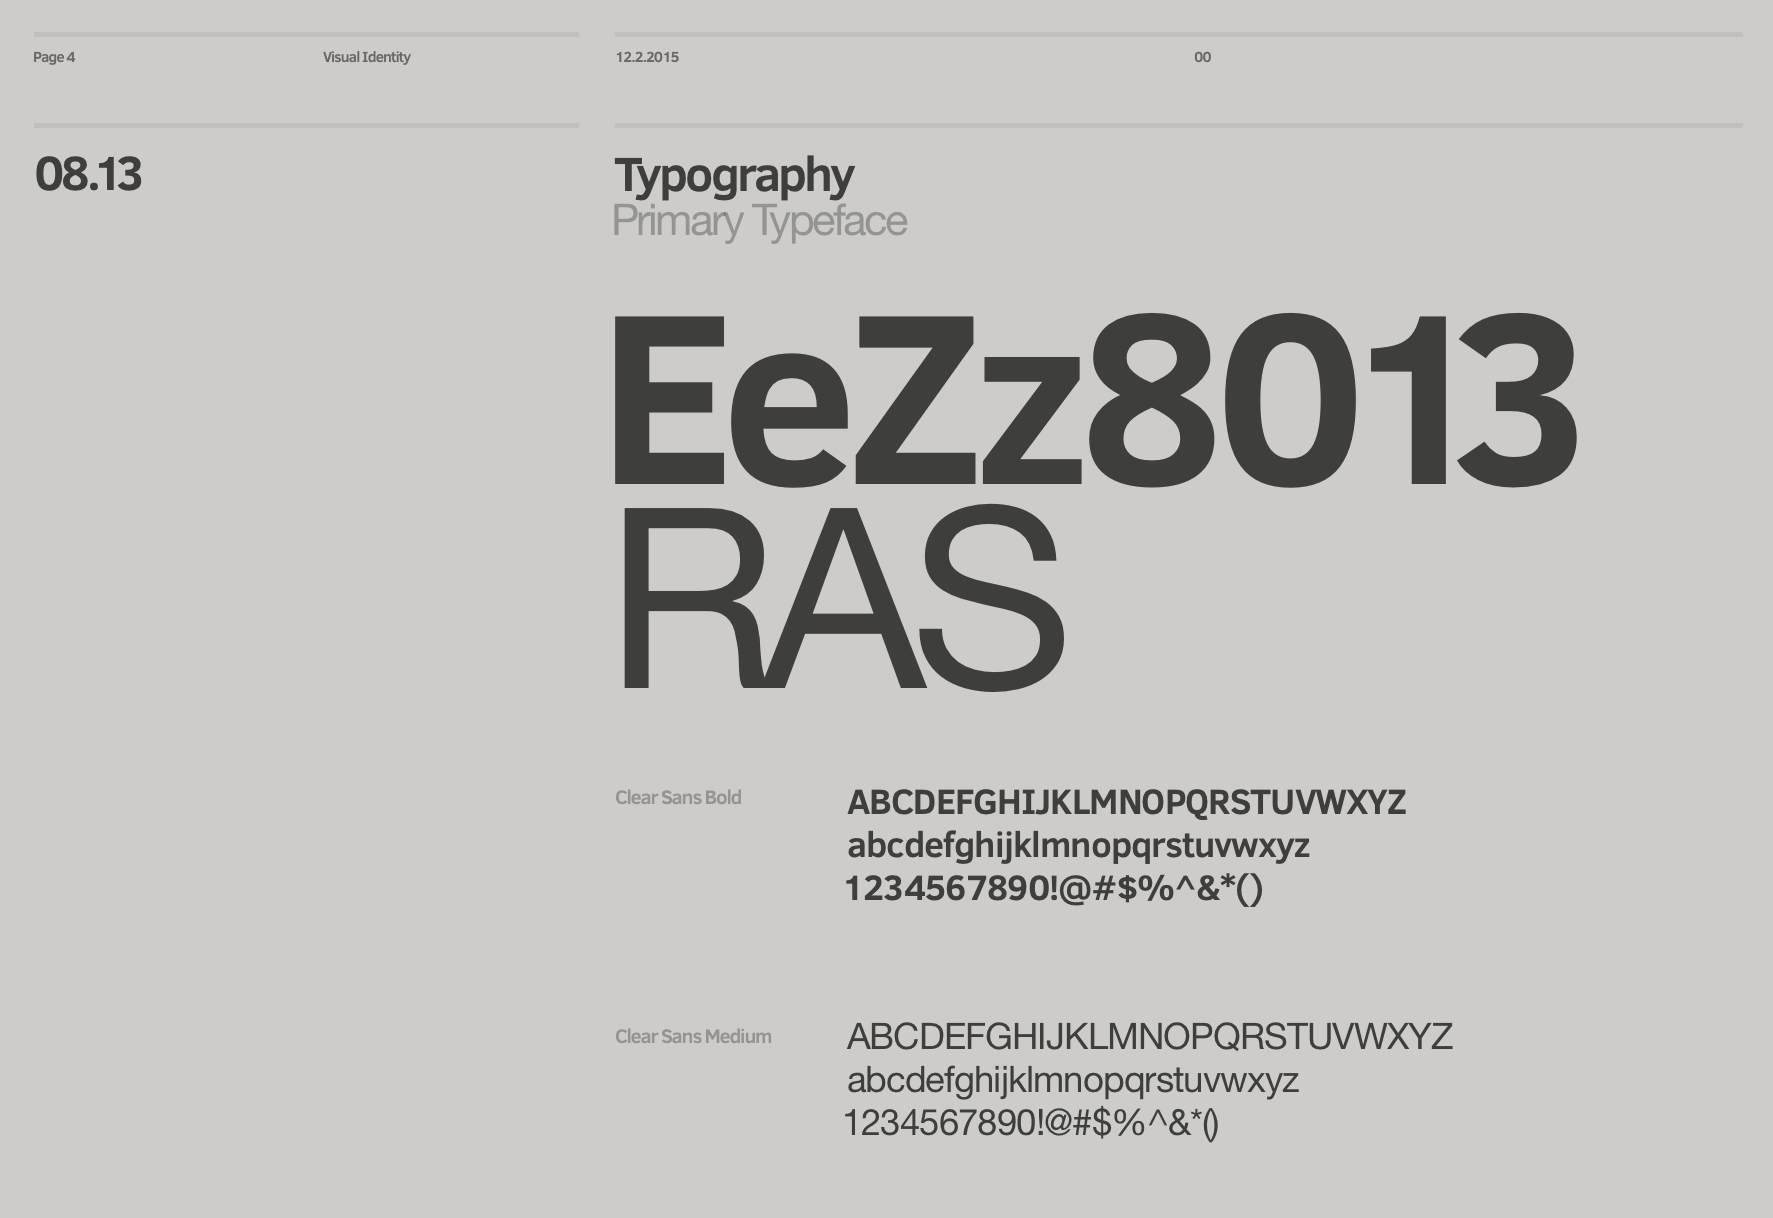 Page 4
Visual Identity
12.2.2015
00
08.13
Typography
Primary Typeface
EeZz8013
RAS
Clear Sans Bold
ABCDEFGHIJKLMNOPQRSTUVWXYZ
abcdefghijklmnopqrstuvwxyz
1234567890!@#$%^&*()
Clear Sans Medium
ABCDEFGHIJKLMNOPQRSTUVWXYZ
abcdefghijklmnopqrstuvwxyz
1234567890!@#$%^&*()